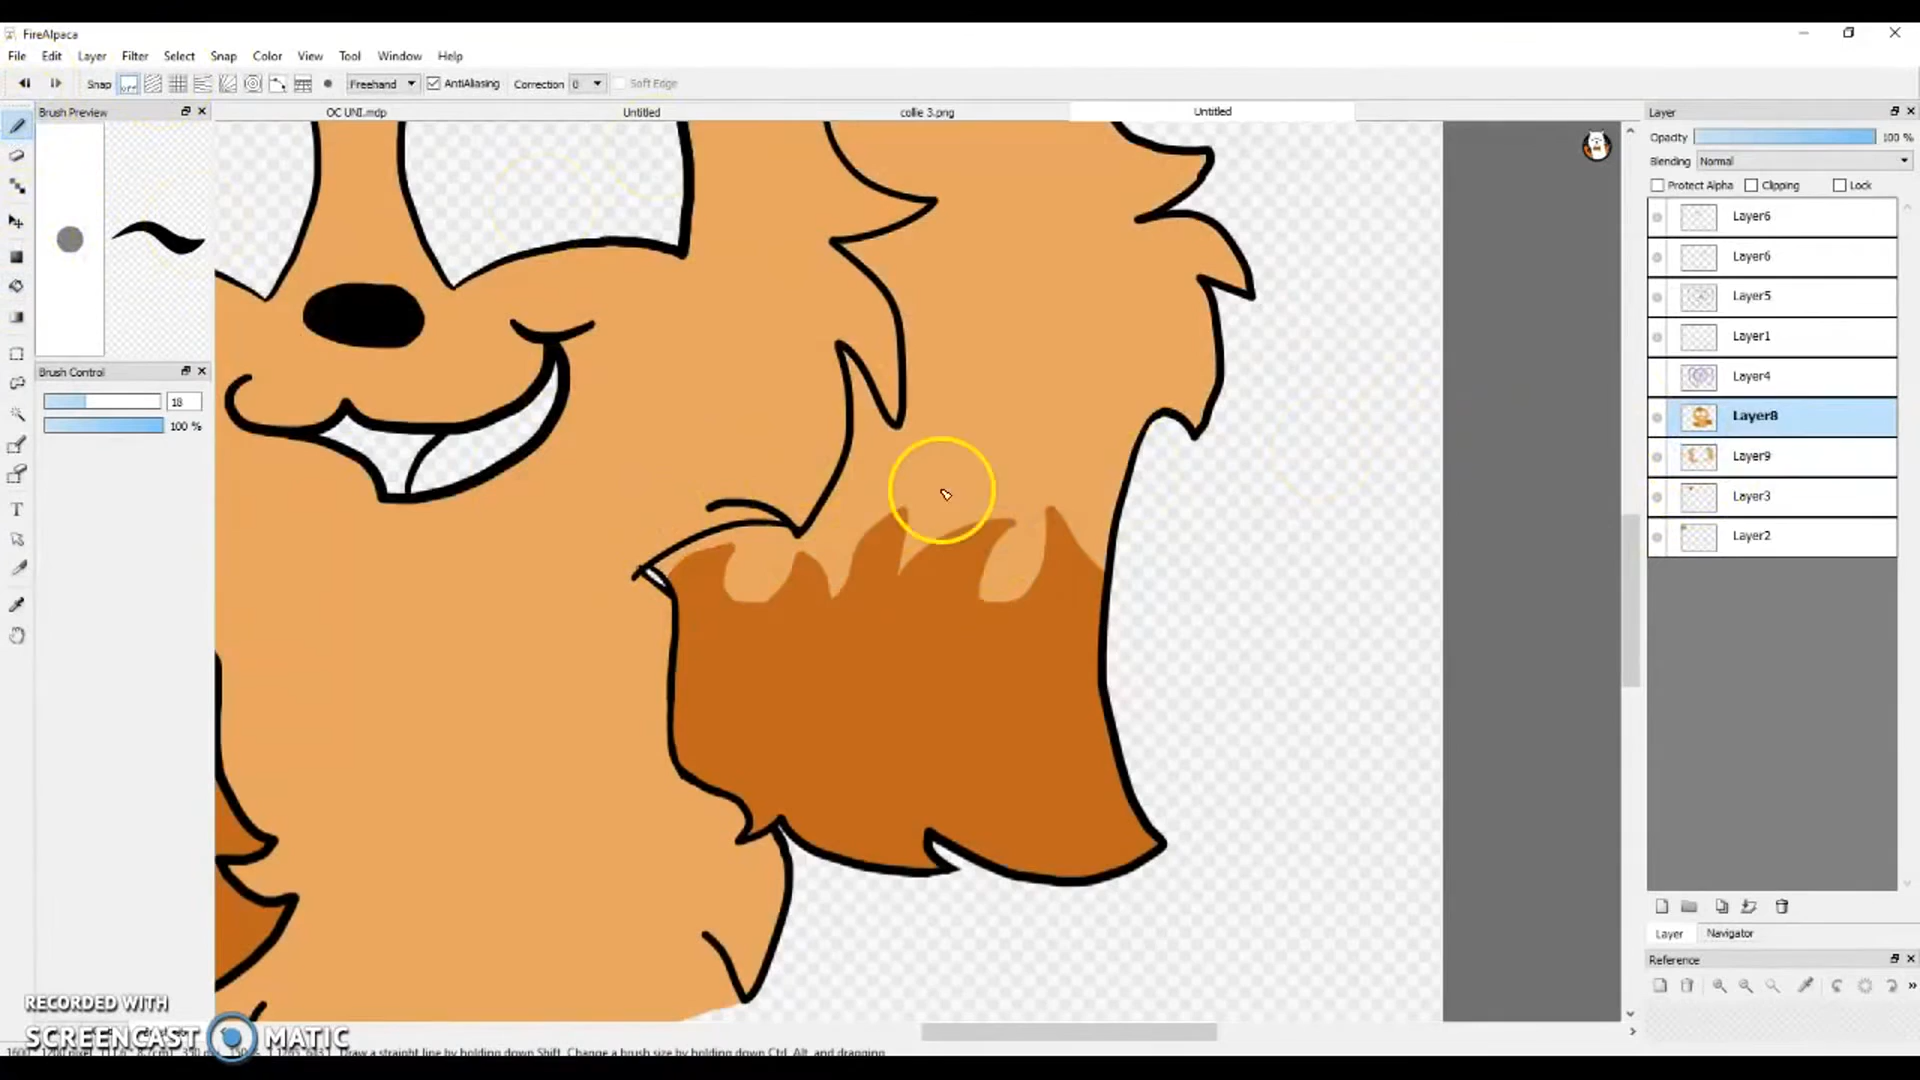 FireAlpaca
File Edit Layer Filter Select Snap Color View Tool Window Help
Snap off Freehand AntiAliasing Correction 0 Soft Edge
Brush Preview
OC UNI.mdp Untitled collie 3.png Untitled
Layer
Opacity 100 %
Blending Normal
Protect Alpha Clipping Lock
Layer6
Layer6
Layer5
Layer1
Layer4
Layer8
Layer9
Layer3
Layer2
Brush Control
18
100 %
T
Layer Navigator
Reference
RECORDED WITH
SCREENCAST MATIC
Draw a straight line by holding down Shift, Change a brush size by holding down Ctrl, Alt, and dragging